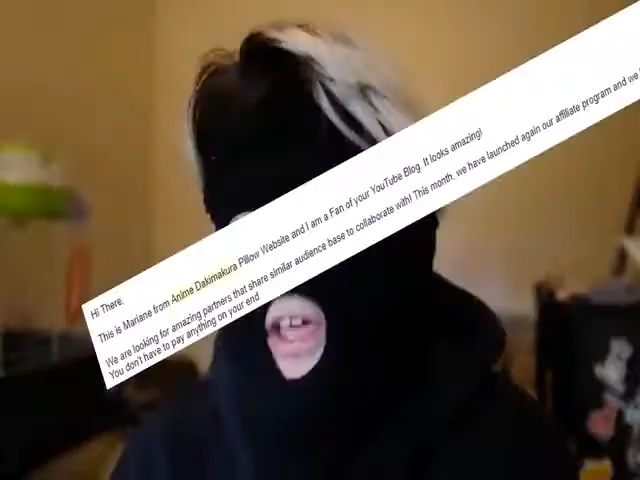 Hi There,
This is Mariane from Anime Dakimakura Pillow Website and I am a Fan of your YouTube Blog. It looks amazing!
We are looking for amazing partners that share similar audience base to collaborate with! This month, we have launched again our affiliate program and we
You don't have to pay anything on your end